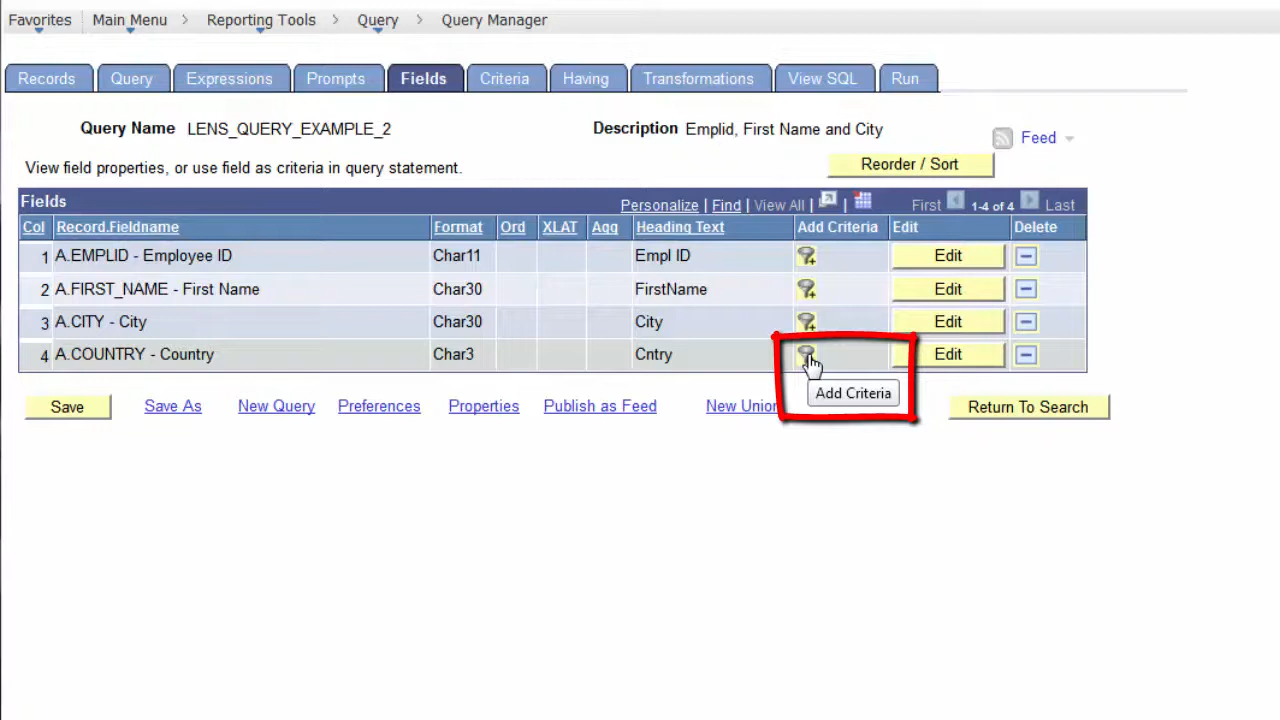 Favorites Main Menu > Reporting Tools > Query > Query Manager
Records Query Expressions Prompts Fields Criteria Having Transformations View SQL Run
Query Name LENS_QUERY_EXAMPLE_2 Description Emplid, First Name and City
Feed
View field properties, or use field as criteria in query statement.
Reorder / Sort
Fields Personalize | Find | View All | | First 1-4 of 4 Last
Col Record.Fieldname Format Ord XLAT Agg Heading Text Add Criteria Edit Delete
1 A.EMPLID - Employee ID Char11 Empl ID Edit
2 A.FIRST_NAME - First Name Char30 FirstName Edit
3 A.CITY - City Char30 City Edit
4 A.COUNTRY - Country Char3 Cntry Edit
Add Criteria
Save Save As New Query Preferences Properties Publish as Feed New Union Return To Search